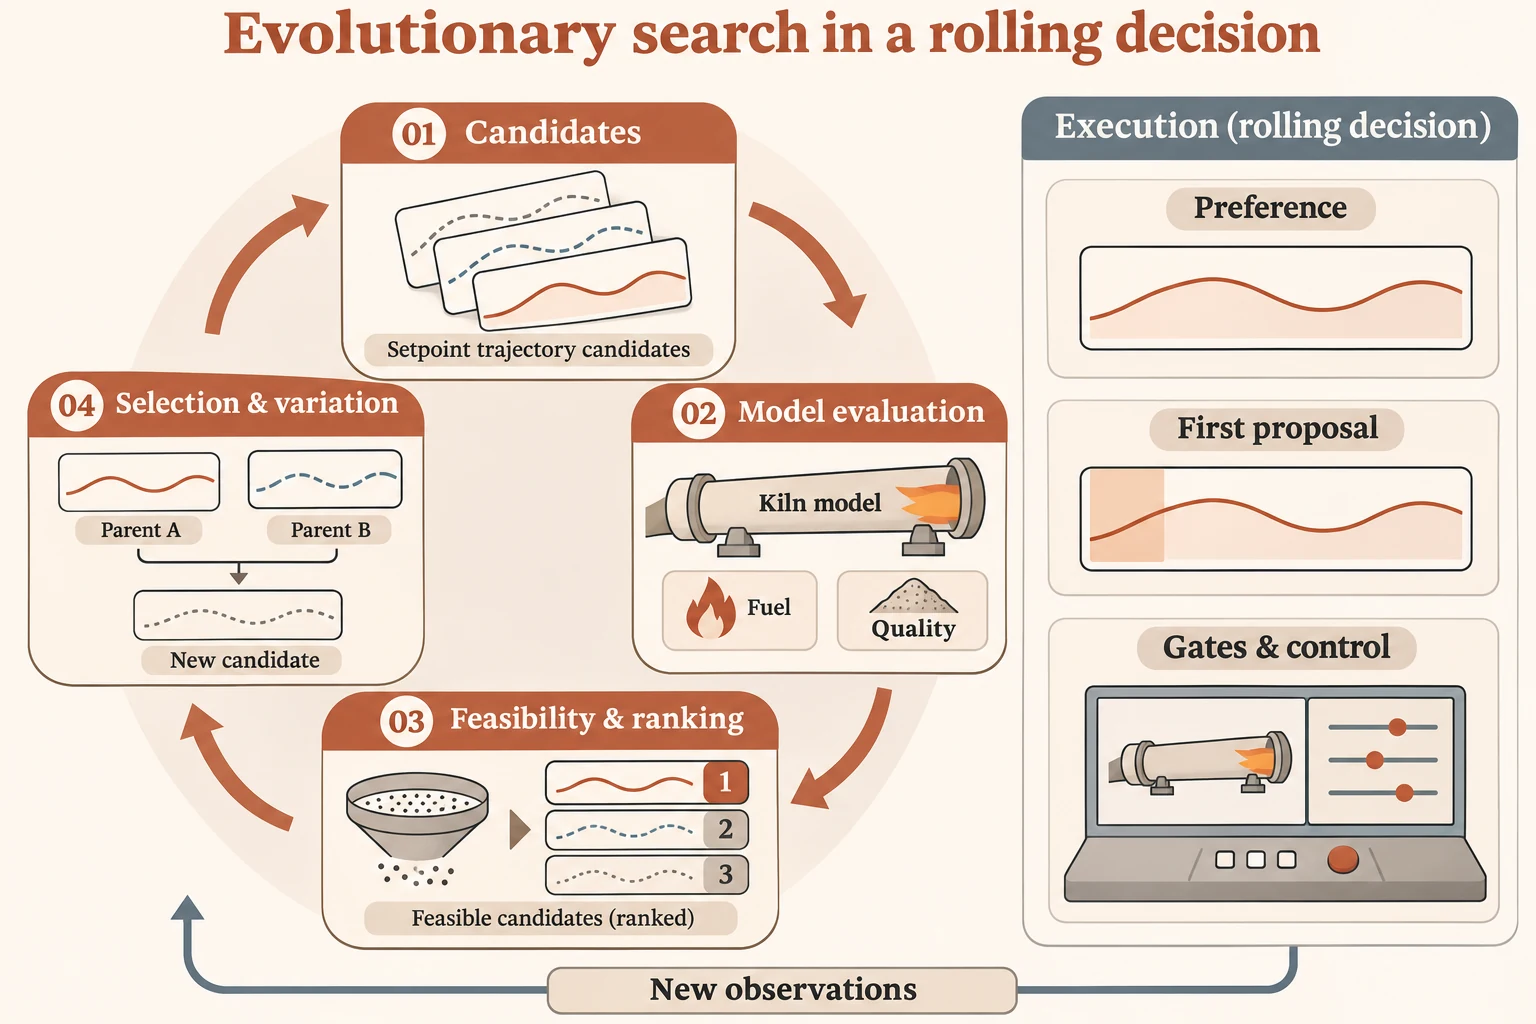 Evolutionary search in a rolling decision
01 Candidates
Setpoint trajectory candidates
02 Model evaluation
Kiln model
Fuel
Quality
03 Feasibility & ranking
1
2
3
Feasible candidates (ranked)
04 Selection & variation
Parent A
Parent B
New candidate
Execution (rolling decision)
Preference
First proposal
Gates & control
New observations